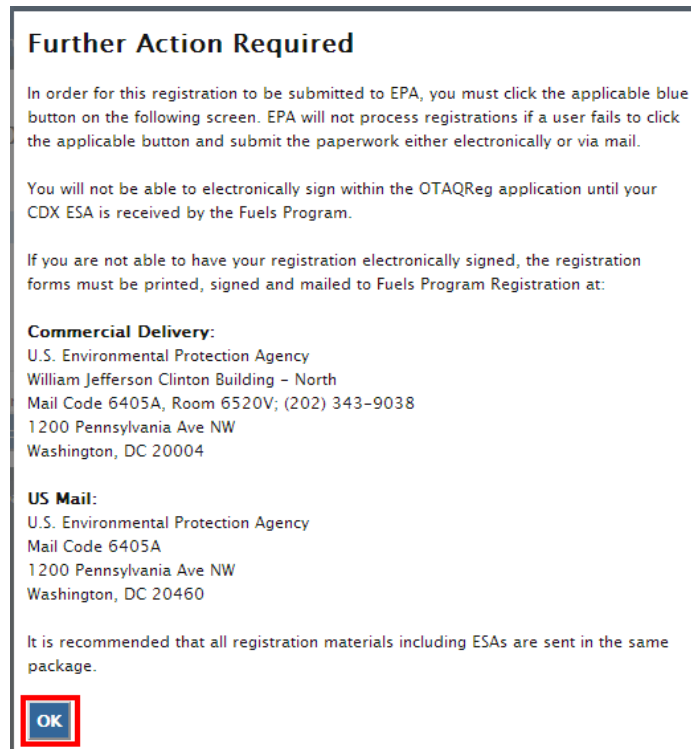 Further Action Required
In order for this registration to be submitted to EPA, you must click the applicable blue
button on the following screen. EPA will not process registrations if a user fails to click
the applicable button and submit the paperwork either electronically or via mail.
You will not be able to electronically sign within the OTAQReg application until your
CDX ESA is received by the Fuels Program.
If you are not able to have your registration electronically signed, the registration
forms must be printed, signed and mailed to Fuels Program Registration at:
Commercial Delivery:
U.S. Environmental Protection Agency
William Jefferson Clinton Building – North
Mail Code 6405A, Room 6520V; (202) 343-9038
1200 Pennsylvania Ave NW
Washington, DC 20004
US Mail:
U.S. Environmental Protection Agency
Mail Code 6405A
1200 Pennsylvania Ave NW
Washington, DC 20460
It is recommended that all registration materials including ESAs are sent in the same
package.
OK